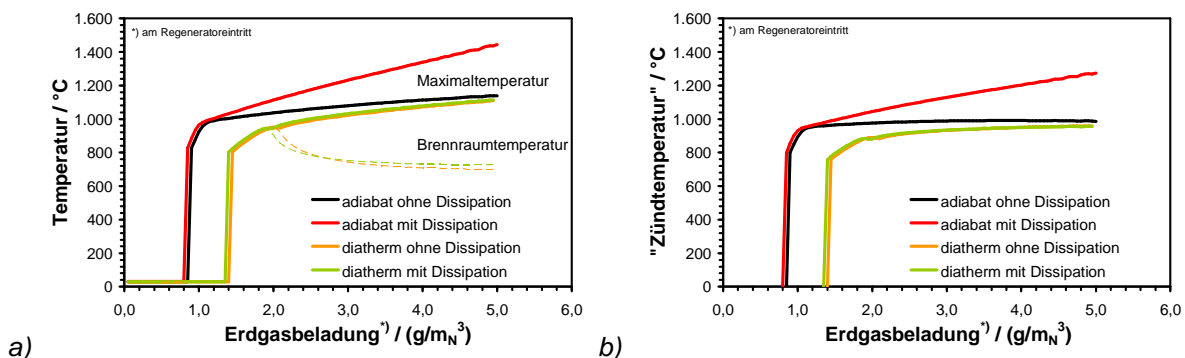 1.600
*) am Regeneratoreintritt
1.400
1.200
Maximaltemperatur
1.000
800
Brennraumtemperatur
600
400
200
0
Temperatur / °C
adiabat ohne Dissipation
adiabat mit Dissipation
diatherm ohne Dissipation
diatherm mit Dissipation
0,0 1,0 2,0 3,0 4,0 5,0 6,0
Erdgasbeladung*) / (g/mN3)
a)
1.600
*) am Regeneratoreintritt
1.400
1.200
1.000
800
600
400
200
0
"Zündtemperatur" / °C
adiabat ohne Dissipation
adiabat mit Dissipation
diatherm ohne Dissipation
diatherm mit Dissipation
0,0 1,0 2,0 3,0 4,0 5,0 6,0
Erdgasbeladung*) / (g/mN3)
b)